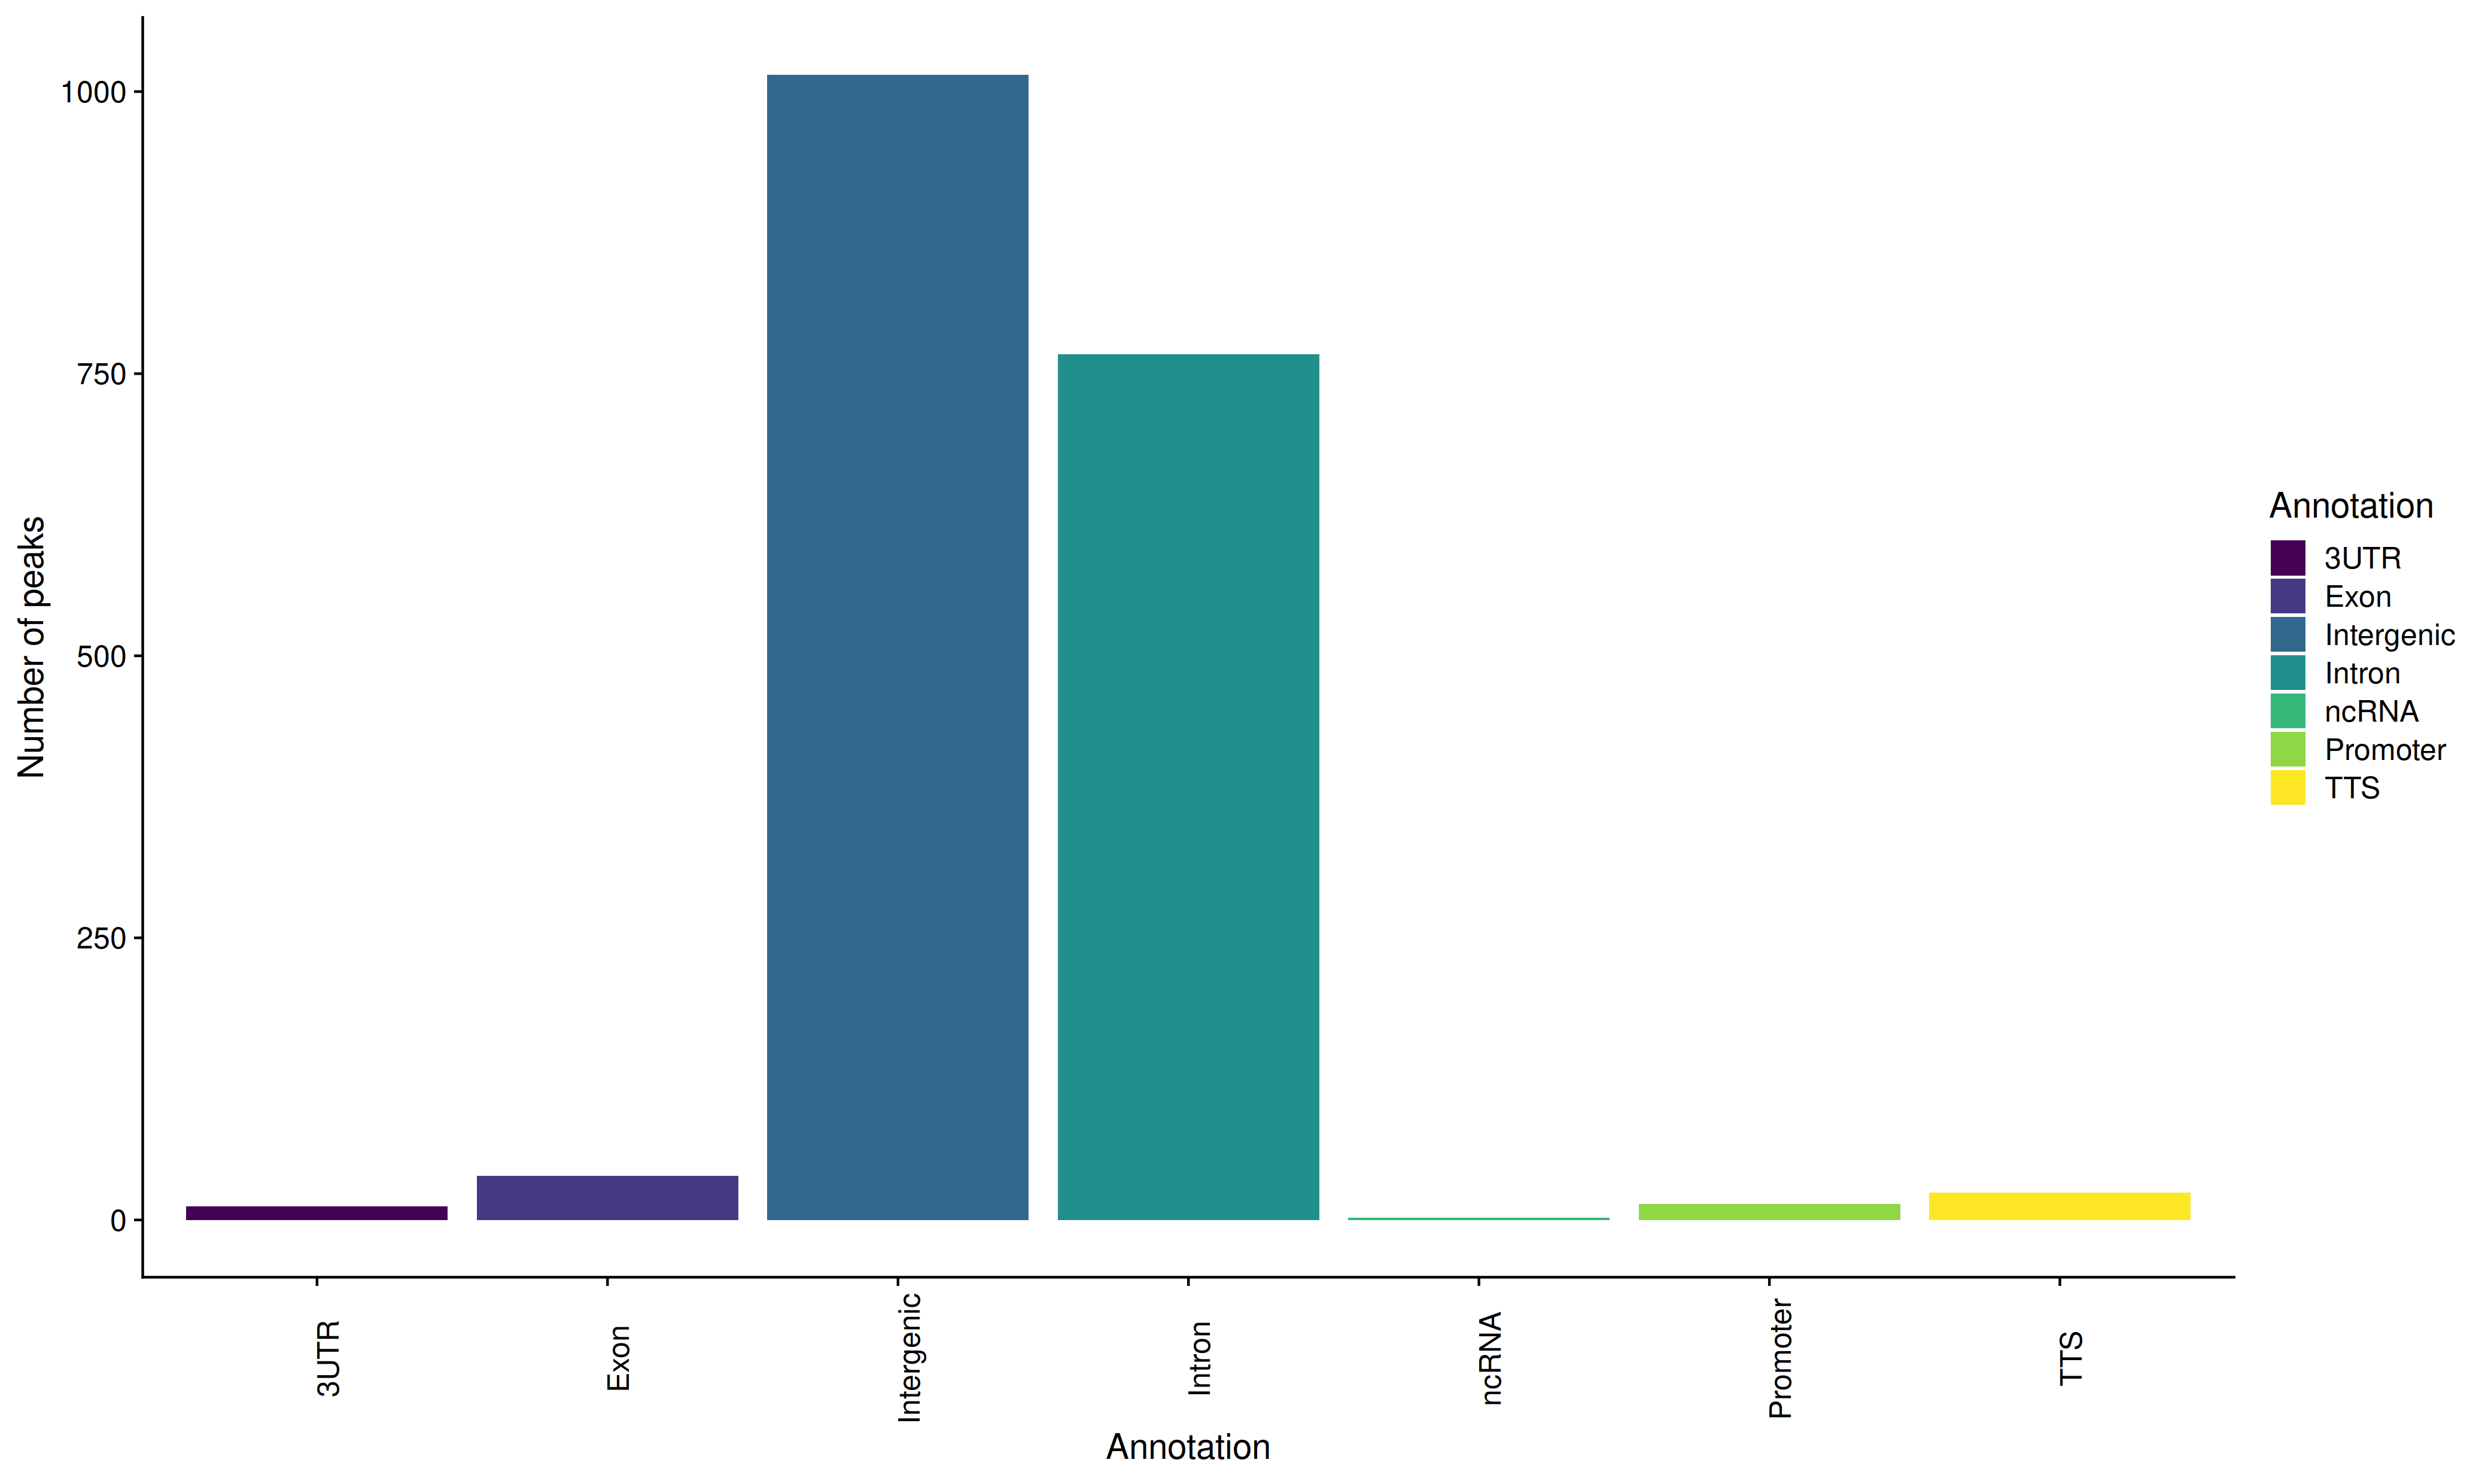 Number of peaks
1000
750
500
250
0
3UTR
Exon
Intergenic
Intron
ncRNA
Promoter
TTS
Annotation
Annotation
3UTR
Exon
Intergenic
Intron
ncRNA
Promoter
TTS